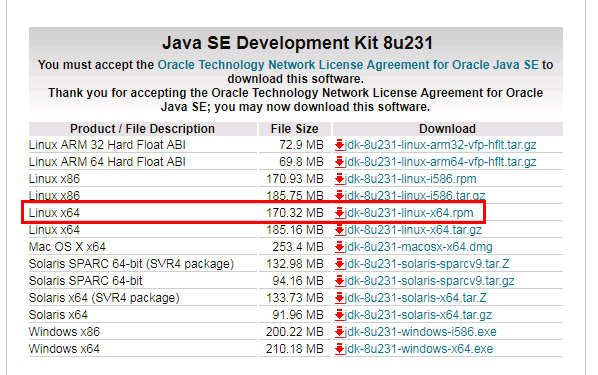 Java SE Development Kit 8u231
You must accept the Oracle Technology Network License Agreement for Oracle Java SE to
download this software.
Thank you for accepting the Oracle Technology Network License Agreement for Oracle
Java SE; you may now download this software.
Product / File Description File Size Download
Linux ARM 32 Hard Float ABI 72.9 MB jdk-8u231-linux-arm32-vfp-hflt.tar.gz
Linux ARM 64 Hard Float ABI 69.8 MB jdk-8u231-linux-arm64-vfp-hflt.tar.gz
Linux x86 170.93 MB jdk-8u231-linux-i586.rpm
Linux x86 185.75 MB jdk-8u231-linux-i586.tar.gz
Linux x64 170.32 MB jdk-8u231-linux-x64.rpm
Linux x64 185.16 MB jdk-8u231-linux-x64.tar.gz
Mac OS X x64 253.4 MB jdk-8u231-macosx-x64.dmg
Solaris SPARC 64-bit (SVR4 package) 132.98 MB jdk-8u231-solaris-sparcv9.tar.Z
Solaris SPARC 64-bit 94.16 MB jdk-8u231-solaris-sparcv9.tar.gz
Solaris x64 (SVR4 package) 133.73 MB jdk-8u231-solaris-x64.tar.Z
Solaris x64 91.96 MB jdk-8u231-solaris-x64.tar.gz
Windows x86 200.22 MB jdk-8u231-windows-i586.exe
Windows x64 210.18 MB jdk-8u231-windows-x64.exe